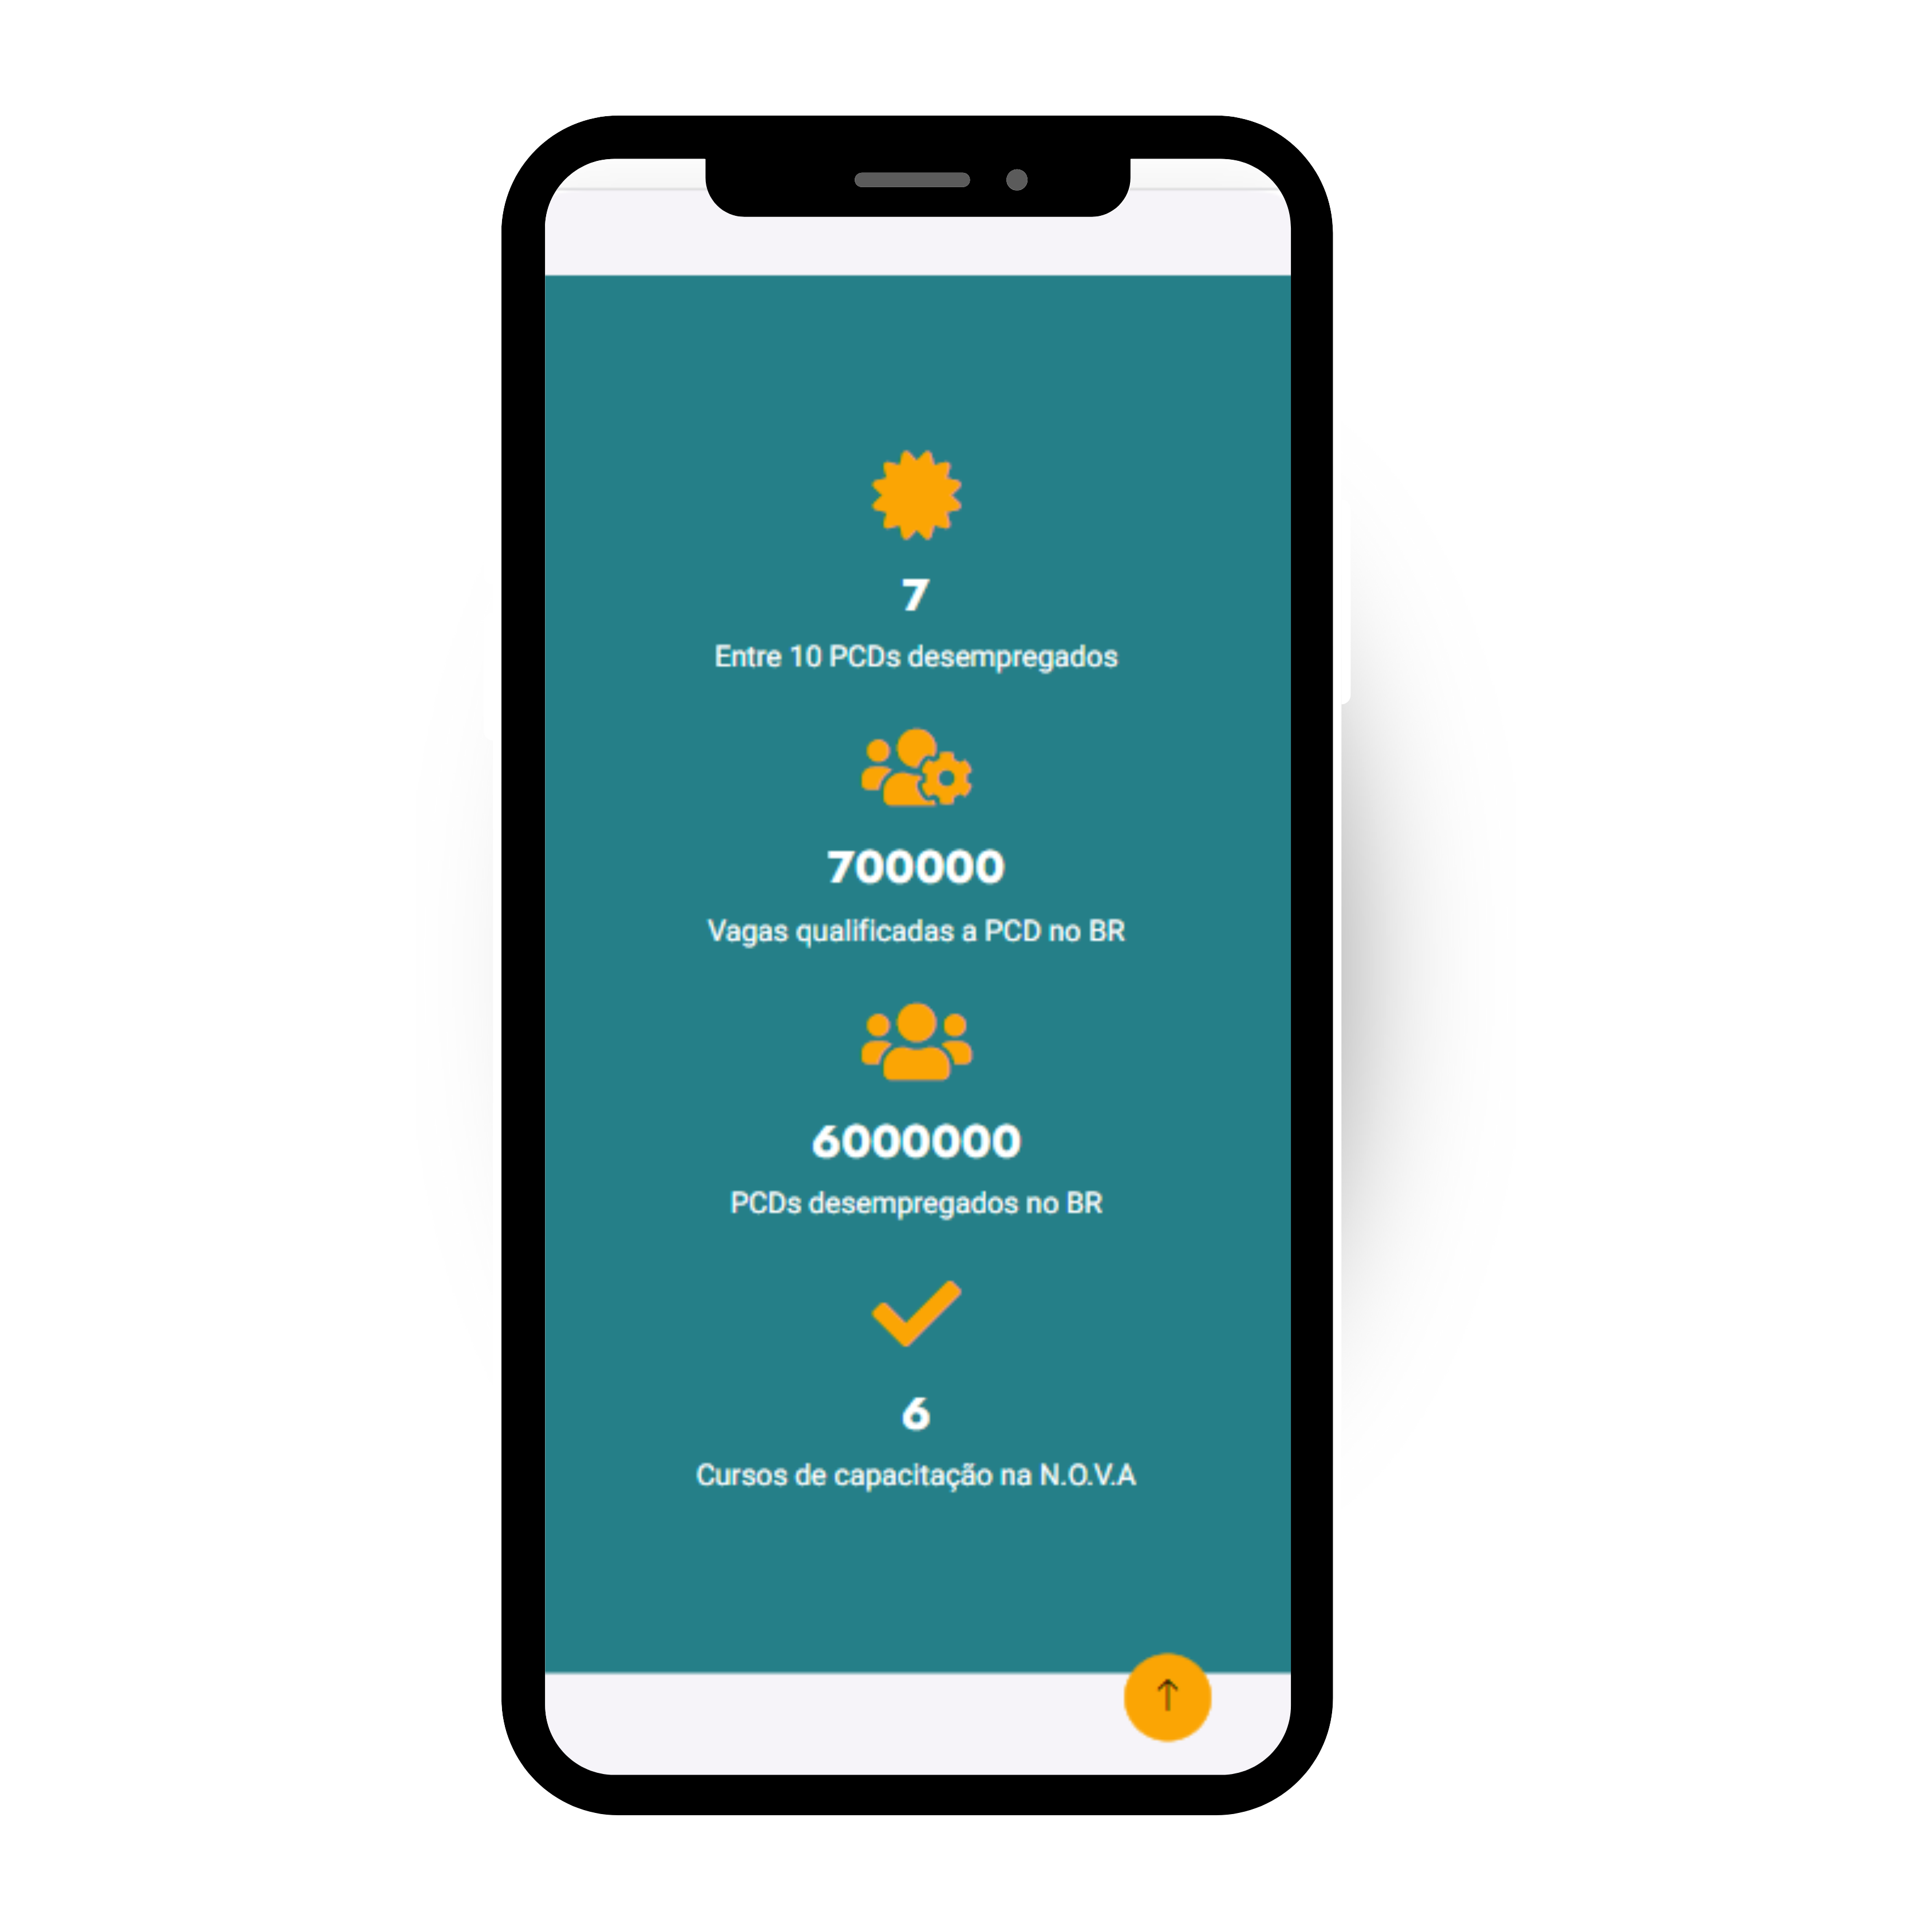 7
Entre 10 PCDs desempregados
700000
Vagas qualificadas a PCD no BR
6000000
PCDs desempregados no BR
6
Cursos de capacitação na N.O.V.A